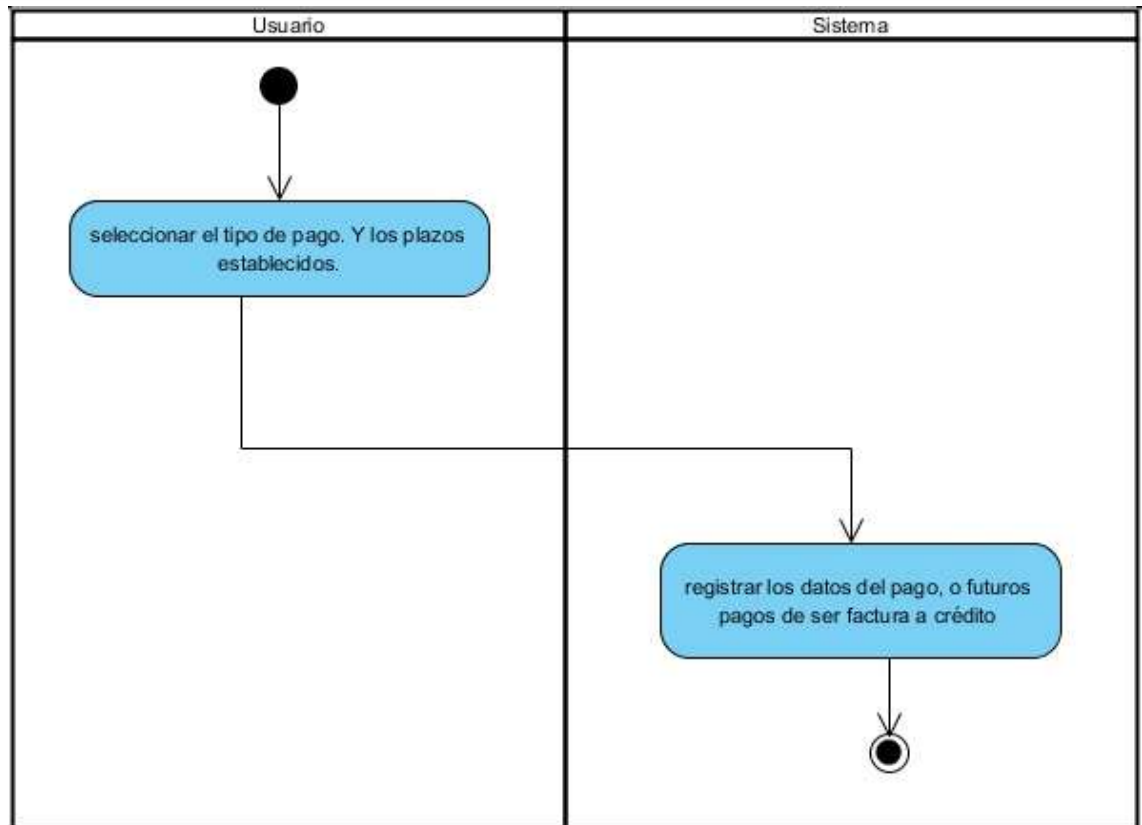 Usuario
Sistema
seleccionar el tipo de pago. Y los plazos
establecidos.
registrar los datos del pago, o futuros
pagos de ser factura a crédito